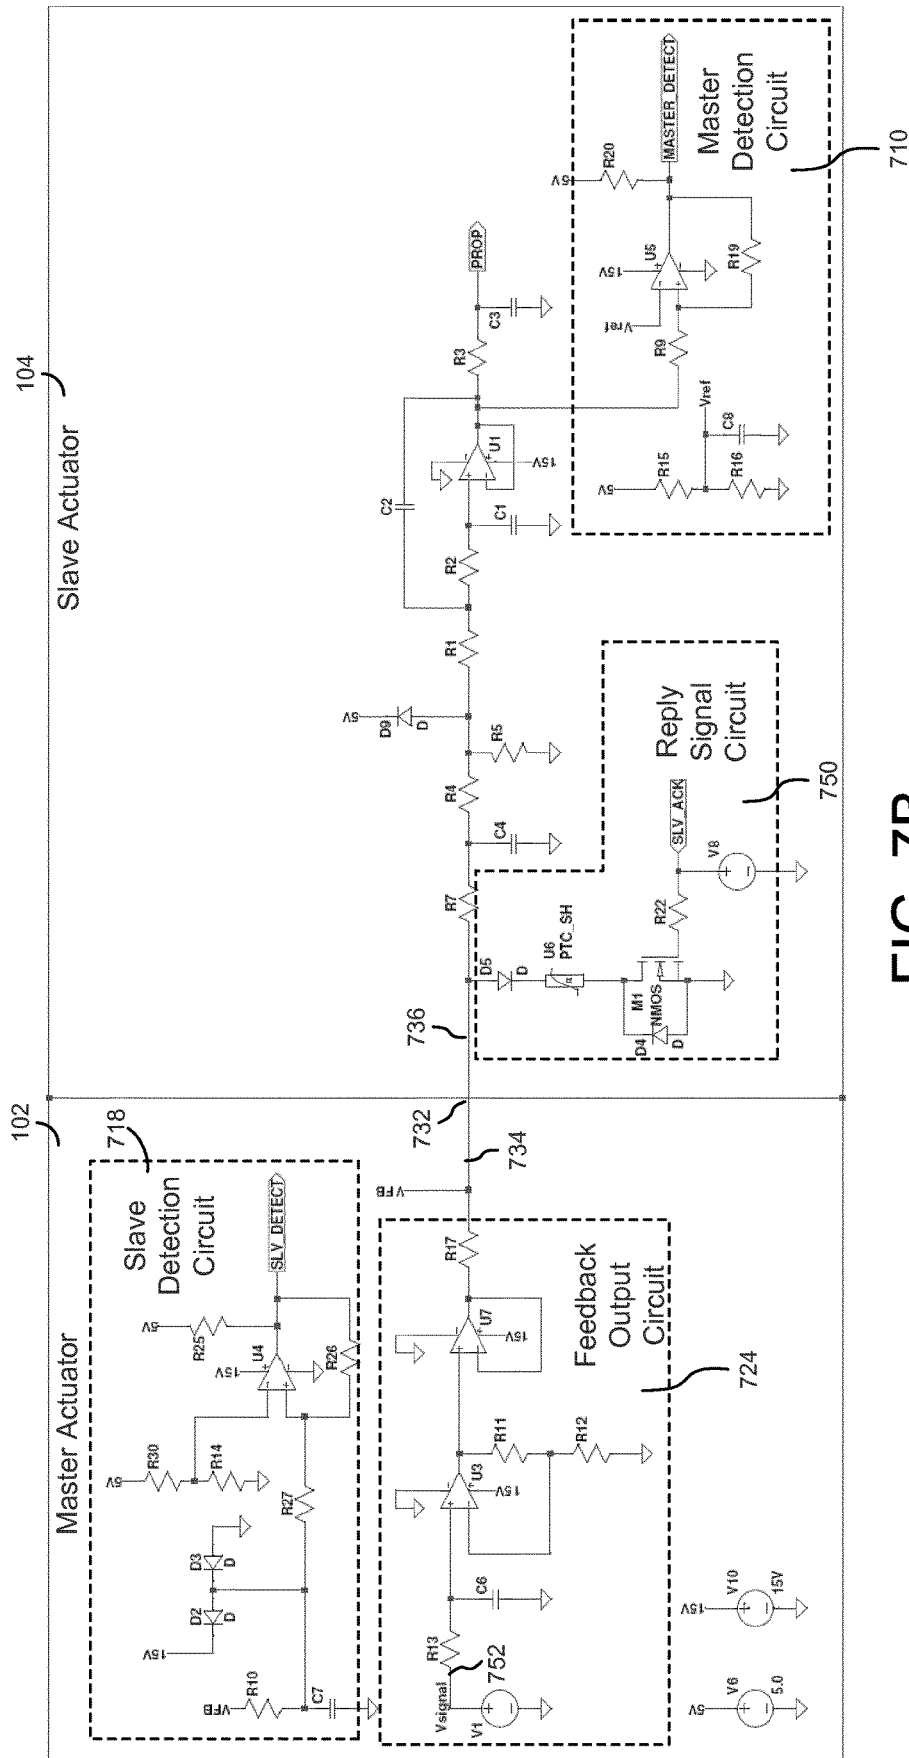 Master Actuator
102
Slave Actuator
104
718
Slave
Detection
Circuit
VFB
R10
C7
15V
D2
D
D3
D
5V
R30
R14
R27
15V
U4
5V
R25
R26
SLV_DETECT
Vsignal
V1
752
R13
C6
U3
15V
R11
R12
U7
15V
R17
VFB
Feedback
Output
Circuit
724
5V
V6
5.0
15V
V10
15V
732
734
736
D5
D
U6
PTC_SH
M1
NMOS
D4
D
R22
SLV_ACK
V8
Reply
Signal
Circuit
750
R7
C4
R4
R5
5V
D9
D
R1
R2
C2
C1
U1
15V
R3
C3
PROP
5V
R15
R16
Vref
C9
R9
Vref
15V
U5
R19
5V
R20
MASTER_DETECT
Master
Detection
Circuit
710